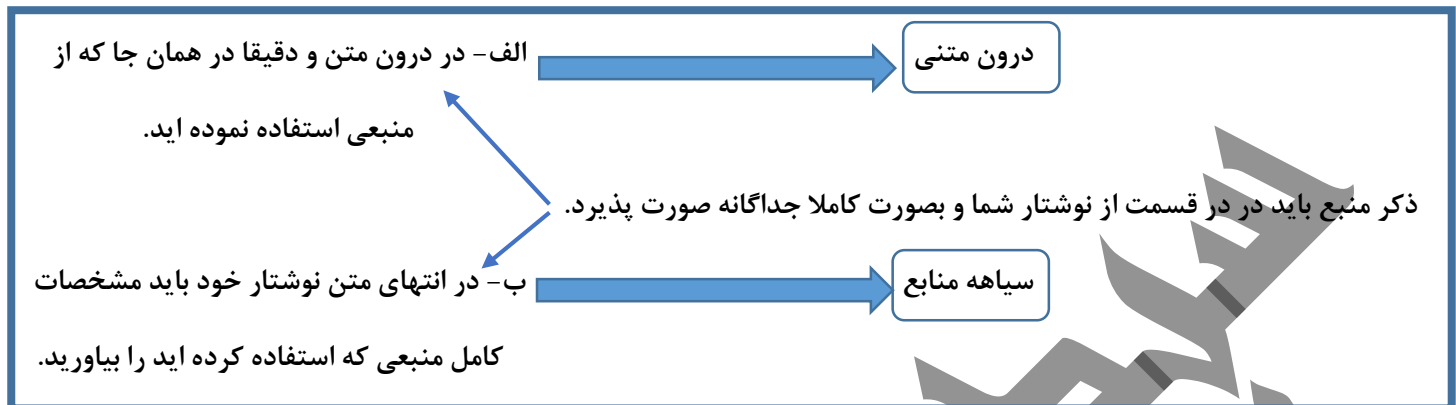 درون متنی
الف- در درون متن و دقیقا در همان جا که از
منبعی استفاده نموده اید.
ذکر منبع باید در در قسمت از نوشتار شما و بصورت کاملا جداگانه صورت پذیرد.
سیاهه منابع
ب- در انتهای متن نوشتار خود باید مشخصات
کامل منبعی که استفاده کرده اید را بیاورید.